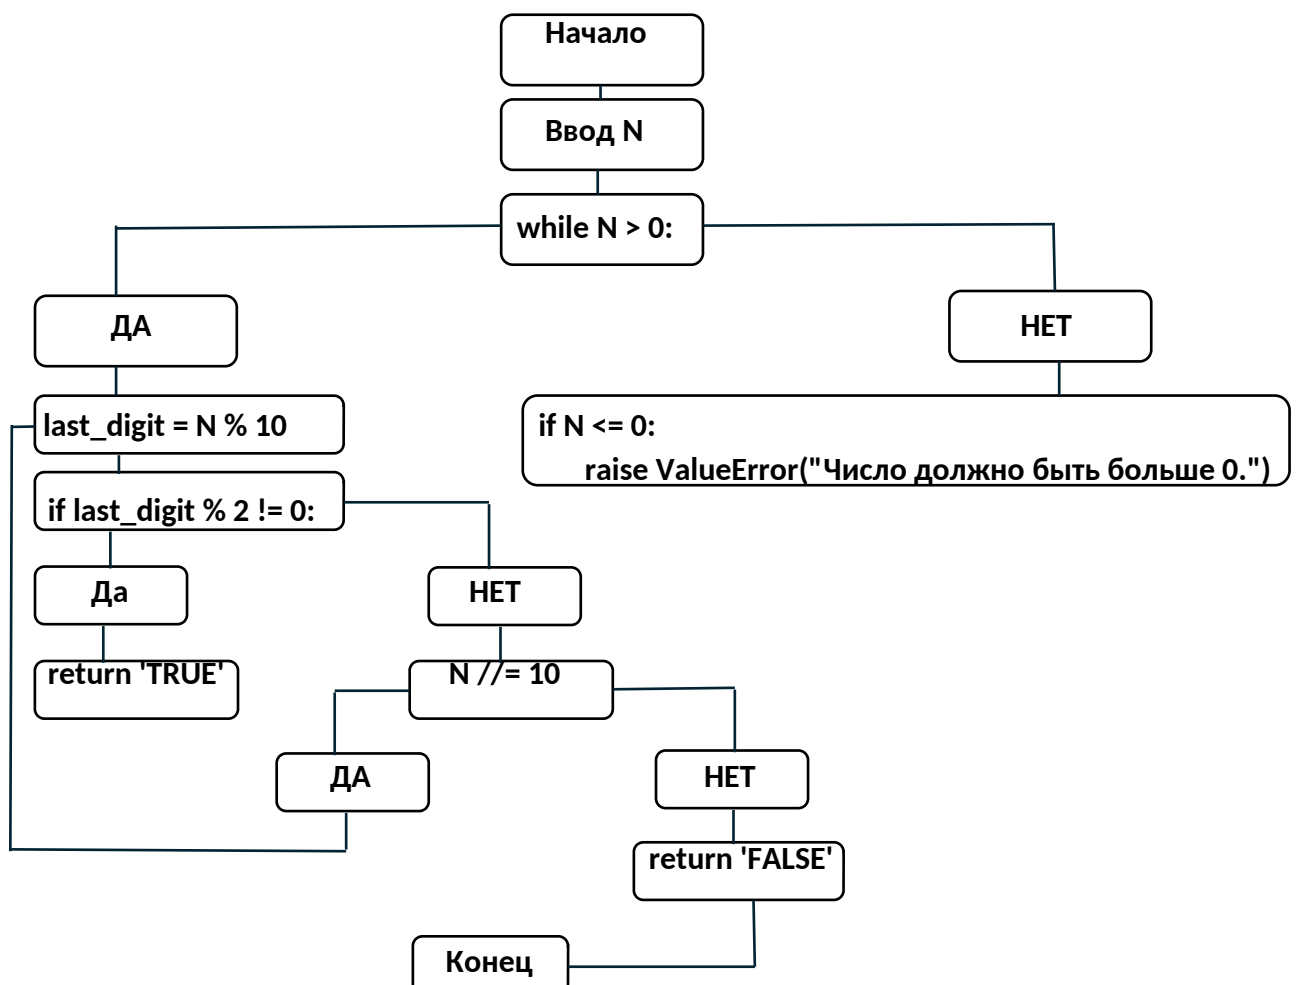 Начало
Ввод N
while N > 0:
ДА
НЕТ
last_digit = N % 10
if N <= 0:
raise ValueError("Число должно быть больше 0.")
if last_digit % 2 != 0:
Да
НЕТ
return 'TRUE'
N //= 10
ДА
НЕТ
return 'FALSE'
Конец